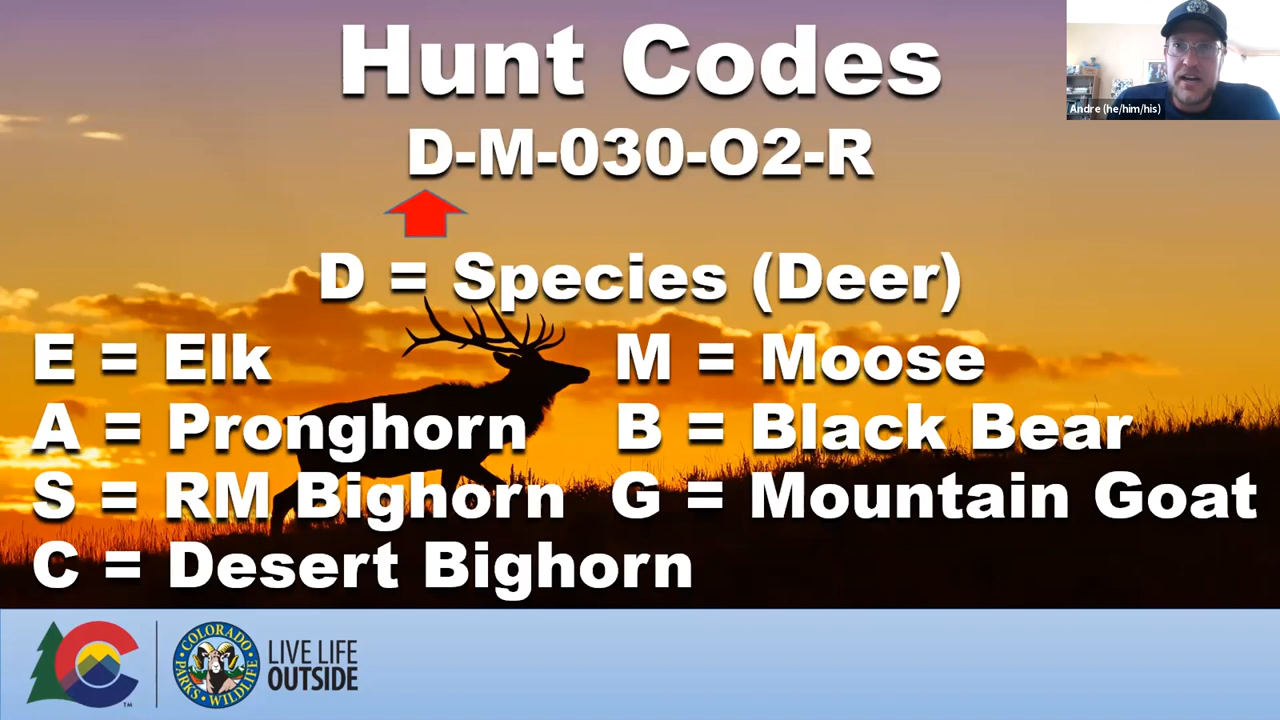 Hunt Codes
Andre (he/him/his)
D-M-030-O2-R
D = Species (Deer)
E = Elk
M = Moose
A = Pronghorn
B = Black Bear
S = RM Bighorn
G = Mountain Goat
C = Desert Bighorn
COLORADO
PARKS • WILDLIFE
LIVE LIFE
OUTSIDE
TM